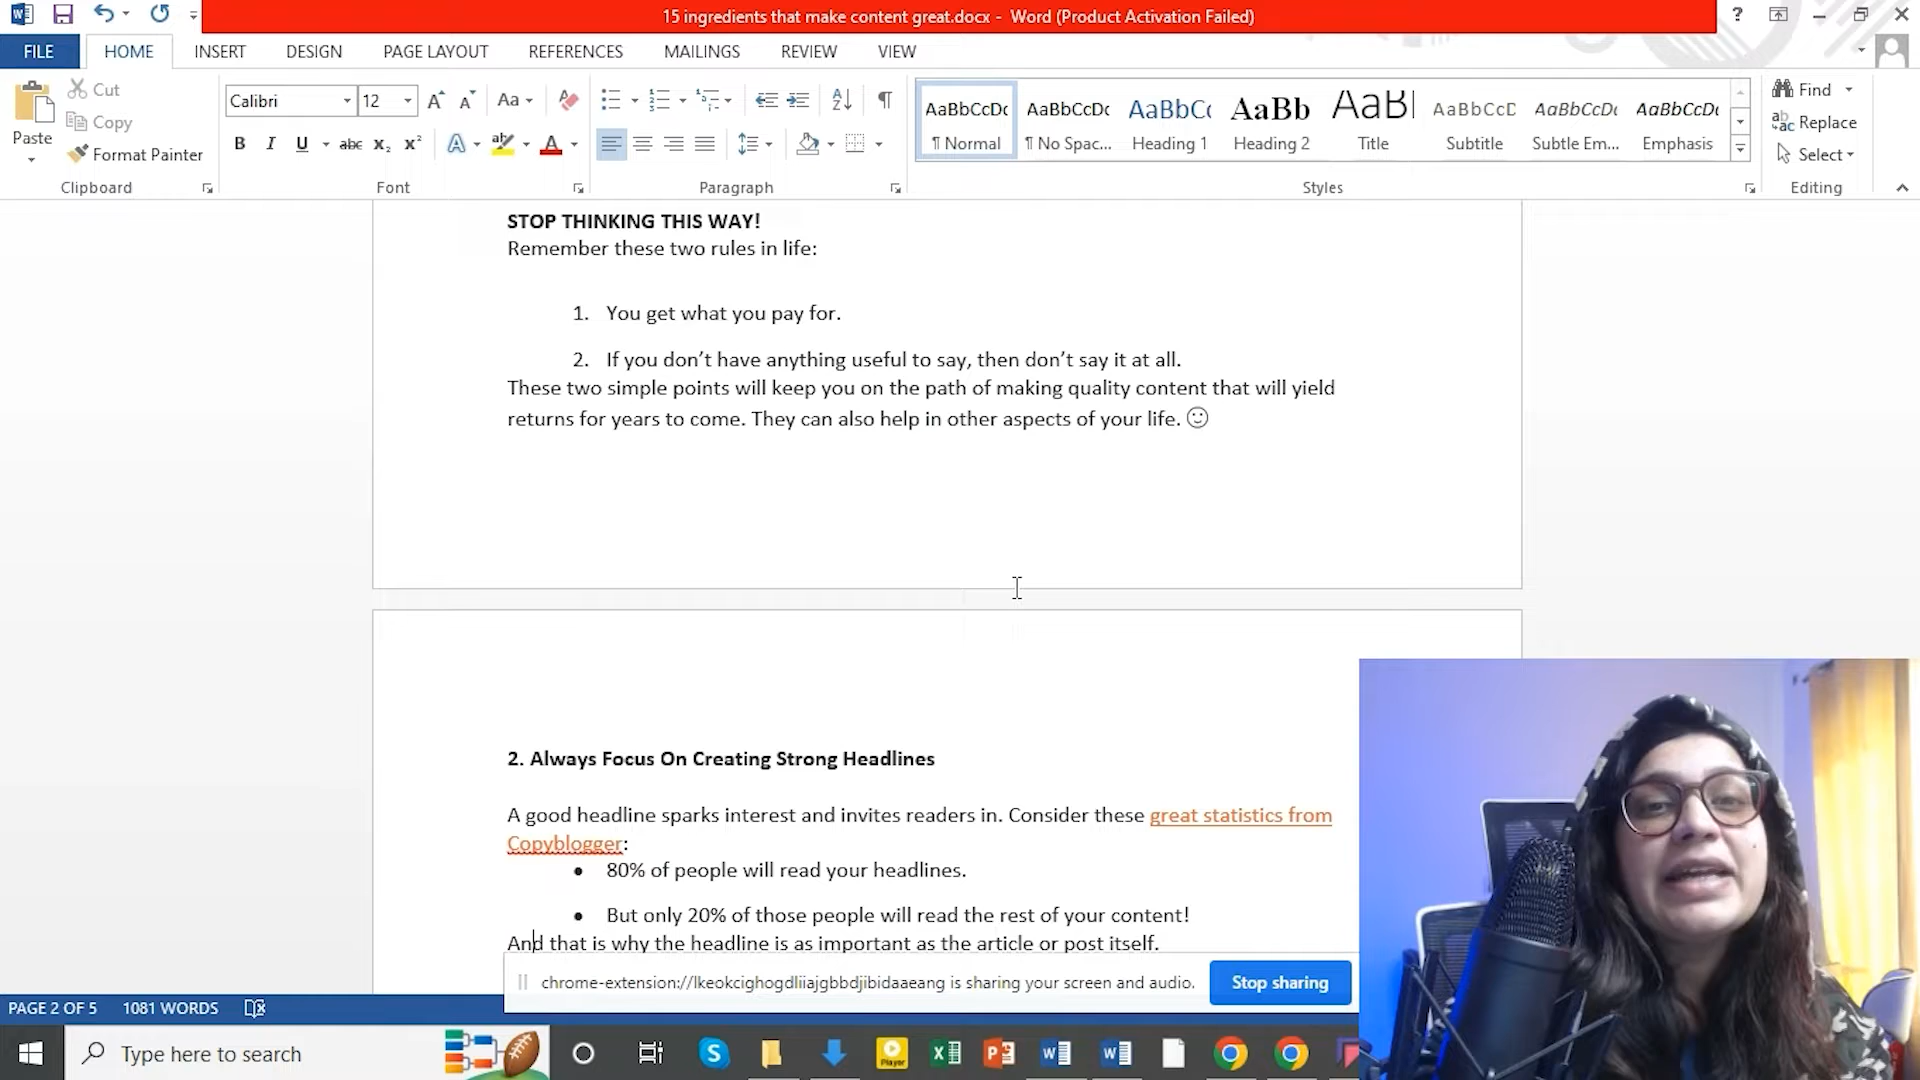 15 ingredients that make content great.docx - Word (Product Activation Failed)
?
FILE HOME INSERT DESIGN PAGE LAYOUT REFERENCES MAILINGS REVIEW VIEW
Paste
Cut
Copy
Format Painter
Clipboard
Calibri 12
Font
Paragraph
AaBbCcDc AaBbCcDc AaBbC AaBb AaB AaBbCcD AaBbCcDc AaBbCcDc
¶ Normal ¶ No Spac... Heading 1 Heading 2 Title Subtitle Subtle Em... Emphasis
Styles
Find
Replace
Select
Editing
STOP THINKING THIS WAY!
Remember these two rules in life:
1. You get what you pay for.
2. If you don’t have anything useful to say, then don’t say it at all.
These two simple points will keep you on the path of making quality content that will yield
returns for years to come. They can also help in other aspects of your life. ☺
2. Always Focus On Creating Strong Headlines
A good headline sparks interest and invites readers in. Consider these great statistics from
Copyblogger:
• 80% of people will read your headlines.
• But only 20% of those people will read the rest of your content!
And that is why the headline is as important as the article or post itself.
chrome-extension://lkeokcighogdliiajgbbdjibidaaeang is sharing your screen and audio. Stop sharing
PAGE 2 OF 5 1081 WORDS
Type here to search